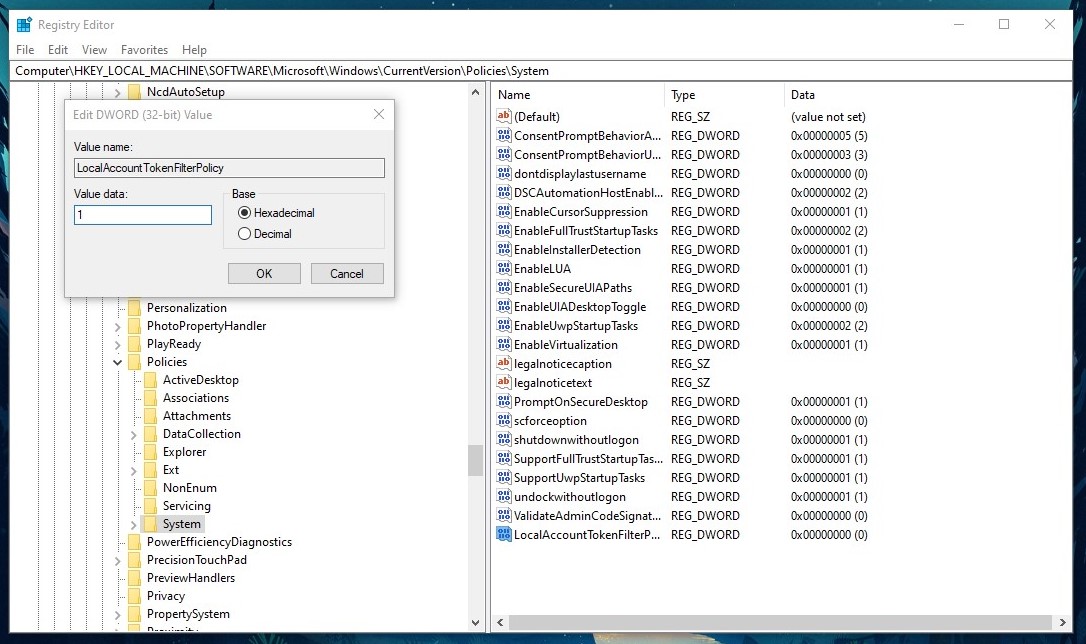 Registry Editor
File Edit View Favorites Help
Computer\HKEY_LOCAL_MACHINE\SOFTWARE\Microsoft\Windows\CurrentVersion\Policies\System
NcdAutoSetup
Edit DWORD (32-bit) Value
Value name:
LocalAccountTokenFilterPolicy
Value data:
1
Base
Hexadecimal
Decimal
OK Cancel
Personalization
PhotoPropertyHandler
PlayReady
Policies
ActiveDesktop
Associations
Attachments
DataCollection
Explorer
Ext
NonEnum
Servicing
System
PowerEfficiencyDiagnostics
PrecisionTouchPad
PreviewHandlers
Privacy
PropertySystem
Proximity
Name Type Data
(Default) REG_SZ (value not set)
ConsentPromptBehaviorA... REG_DWORD 0x00000005 (5)
ConsentPromptBehaviorU... REG_DWORD 0x00000003 (3)
dontdisplaylastusername REG_DWORD 0x00000000 (0)
DSCAutomationHostEnabl... REG_DWORD 0x00000002 (2)
EnableCursorSuppression REG_DWORD 0x00000001 (1)
EnableFullTrustStartupTasks REG_DWORD 0x00000002 (2)
EnableInstallerDetection REG_DWORD 0x00000001 (1)
EnableLUA REG_DWORD 0x00000001 (1)
EnableSecureUIAPaths REG_DWORD 0x00000001 (1)
EnableUIADesktopToggle REG_DWORD 0x00000000 (0)
EnableUwpStartupTasks REG_DWORD 0x00000002 (2)
EnableVirtualization REG_DWORD 0x00000001 (1)
legalnoticecaption REG_SZ
legalnoticetext REG_SZ
PromptOnSecureDesktop REG_DWORD 0x00000001 (1)
scforceoption REG_DWORD 0x00000000 (0)
shutdownwithoutlogon REG_DWORD 0x00000001 (1)
SupportFullTrustStartupTas... REG_DWORD 0x00000001 (1)
SupportUwpStartupTasks REG_DWORD 0x00000001 (1)
undockwithoutlogon REG_DWORD 0x00000001 (1)
ValidateAdminCodeSignat... REG_DWORD 0x00000000 (0)
LocalAccountTokenFilterP... REG_DWORD 0x00000000 (0)